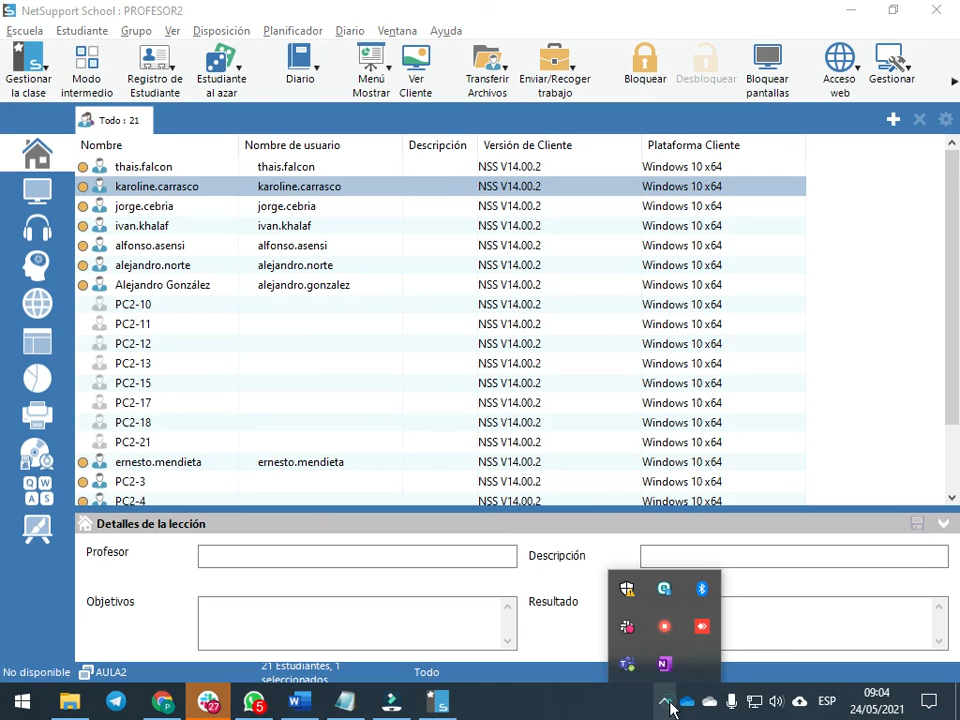 NetSupport School : PROFESOR2
Escuela Estudiante Grupo Ver Disposición Planificador Diario Ventana Ayuda
Gestionar la clase
Modo intermedio
Registro de Estudiante
Estudiante al azar
Diario
Menú Mostrar
Ver Cliente
Transferir Archivos
Enviar/Recoger trabajo
Bloquear
Desbloquear
Bloquear pantallas
Acceso web
Gestionar
Todo : 21
Nombre Nombre de usuario Descripción Versión de Cliente Plataforma Cliente
thais.falcon thais.falcon NSS V14.00.2 Windows 10 x64
karoline.carrasco karoline.carrasco NSS V14.00.2 Windows 10 x64
jorge.cebria jorge.cebria NSS V14.00.2 Windows 10 x64
ivan.khalaf ivan.khalaf NSS V14.00.2 Windows 10 x64
alfonso.asensi alfonso.asensi NSS V14.00.2 Windows 10 x64
alejandro.norte alejandro.norte NSS V14.00.2 Windows 10 x64
Alejandro González alejandro.gonzalez NSS V14.00.2 Windows 10 x64
PC2-10 NSS V14.00.2 Windows 10 x64
PC2-11 NSS V14.00.2 Windows 10 x64
PC2-12 NSS V14.00.2 Windows 10 x64
PC2-13 NSS V14.00.2 Windows 10 x64
PC2-15 NSS V14.00.2 Windows 10 x64
PC2-17 NSS V14.00.2 Windows 10 x64
PC2-18 NSS V14.00.2 Windows 10 x64
PC2-21 NSS V14.00.2 Windows 10 x64
ernesto.mendieta ernesto.mendieta NSS V14.00.2 Windows 10 x64
PC2-3 NSS V14.00.2 Windows 10 x64
PC2-4 NSS V14.00.2 Windows 10 x64
Q W
A S
Detalles de la lección
Profesor Descripción
Objetivos Resultado
No disponible AULA2 21 Estudiantes, 1 seleccionados. Todo
27
5
ESP
09:04
24/05/2021